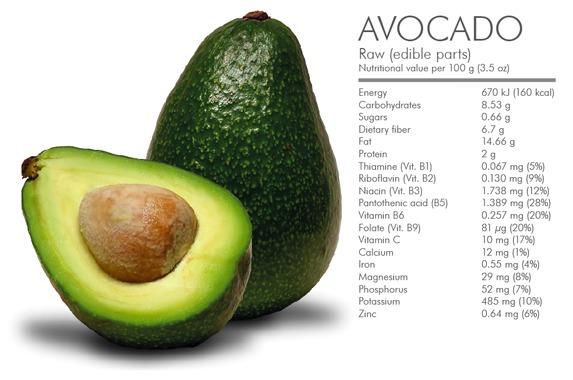 AVOCADO
Raw (edible parts)
Nutritional value per 100 g (3.5 oz)
Energy 670 kJ (160 kcal)
Carbohydrates 8.53 g
Sugars 0.66 g
Dietary fiber 6.7 g
Fat 14.66 g
Protein 2 g
Thiamine (Vit. B1) 0.067 mg (5%)
Riboflavin (Vit. B2) 0.130 mg (9%)
Niacin (Vit. B3) 1.738 mg (12%)
Pantothenic acid (B5) 1.389 mg (28%)
Vitamin B6 0.257 mg (20%)
Folate (Vit. B9) 81 µg (20%)
Vitamin C 10 mg (17%)
Calcium 12 mg (1%)
Iron 0.55 mg (4%)
Magnesium 29 mg (8%)
Phosphorus 52 mg (7%)
Potassium 485 mg (10%)
Zinc 0.64 mg (6%)